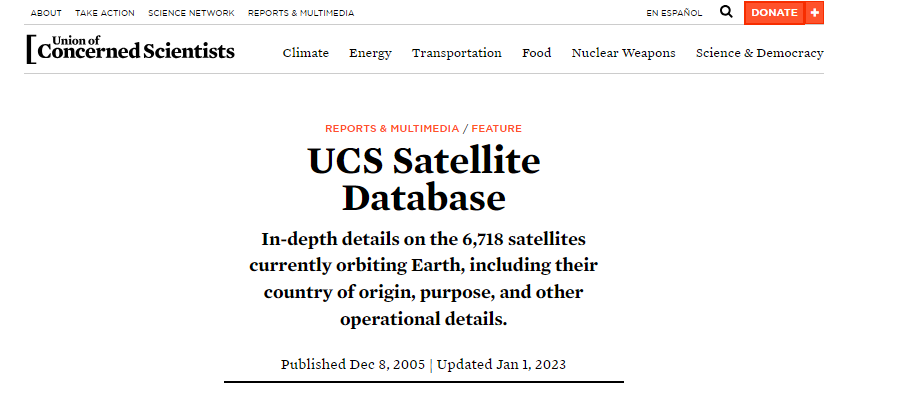 ABOUT TAKE ACTION SCIENCE NETWORK REPORTS & MULTIMEDIA EN ESPAÑOL DONATE +
Union of
Concerned Scientists
Climate Energy Transportation Food Nuclear Weapons Science & Democracy
REPORTS & MULTIMEDIA / FEATURE
UCS Satellite
Database
In-depth details on the 6,718 satellites
currently orbiting Earth, including their
country of origin, purpose, and other
operational details.
Published Dec 8, 2005 | Updated Jan 1, 2023